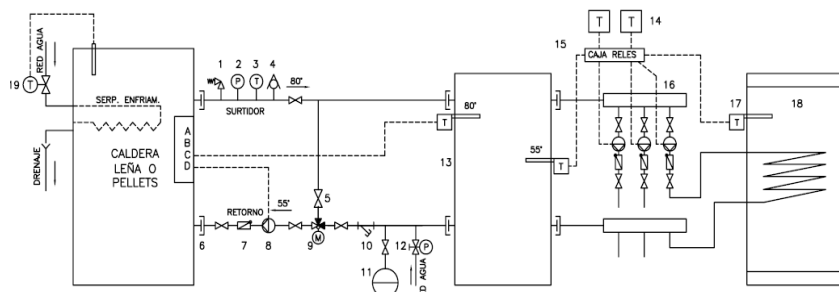 1 2 3 4
T T 14
15 CAJA RELES
RED AGUA
19 T
SERP. ENFRIAM.
W P T
80°
SURTIDOR
16
80°
T
17
T
18
DRENAJE
CALDERA
LEÑA O
PELLETS
A
B
C
D
13
55°
T
5
RETORNO 55°
6 7 8 9 10 12 P
M
11
RED AGUA